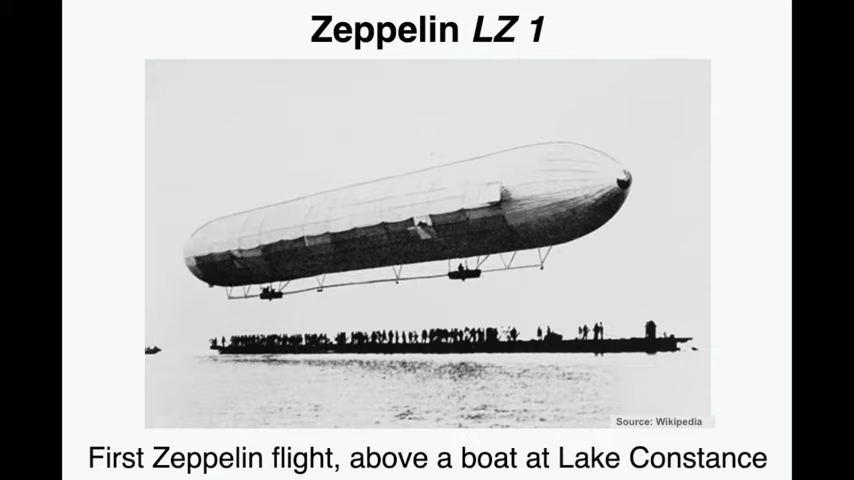 Zeppelin LZ 1
Source: Wikipedia
First Zeppelin flight, above a boat at Lake Constance